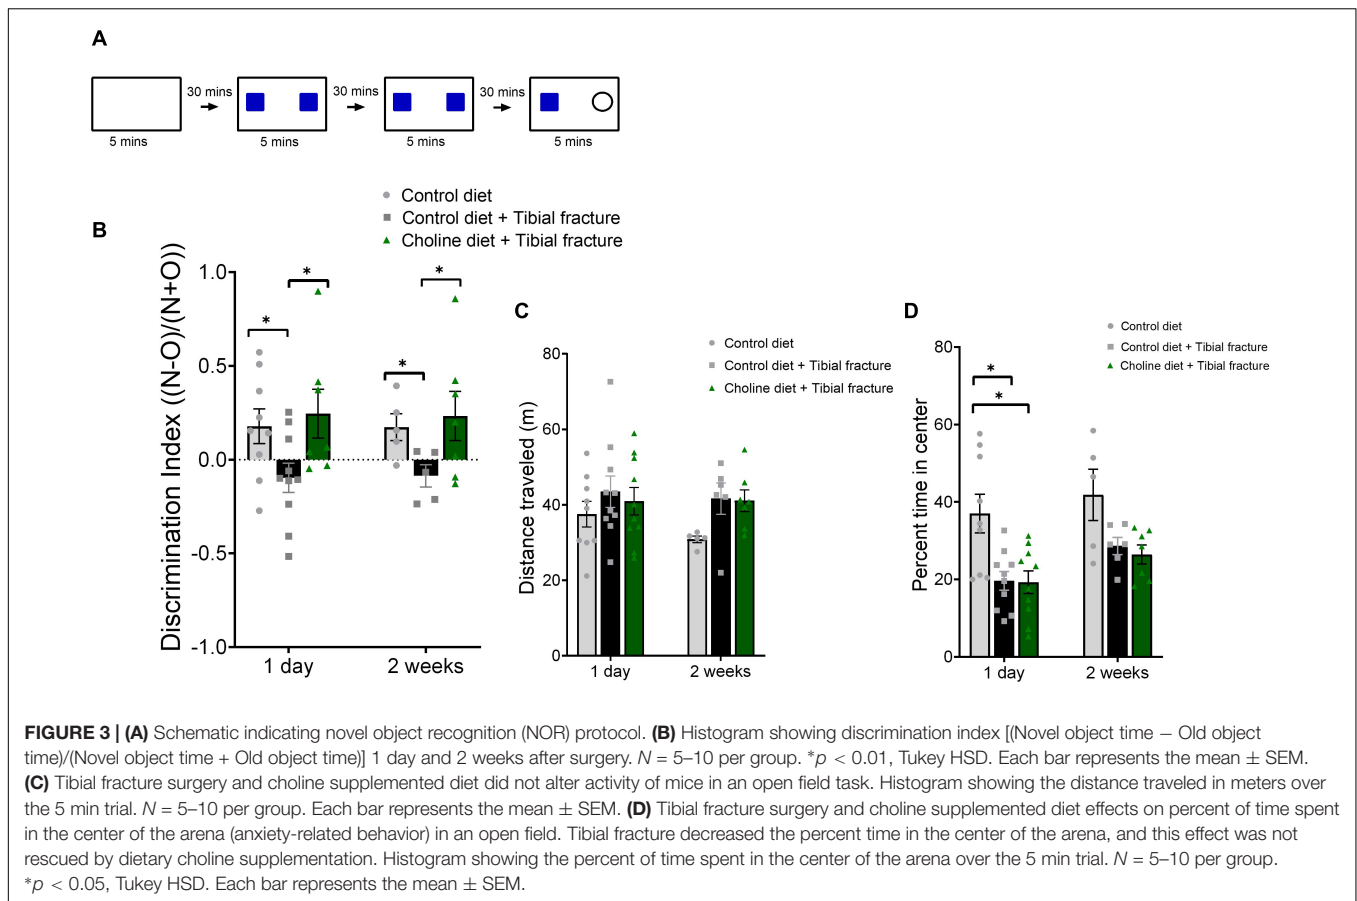 A
30 mins
30 mins
30 mins
5 mins
5 mins
5 mins
5 mins
B
Control diet
Control diet + Tibial fracture
Choline diet + Tibial fracture
Discrimination Index ((N-O)/(N+O))
1.0
0.5
0.0
-0.5
-1.0
*
*
*
*
1 day
2 weeks
C
Control diet
Control diet + Tibial fracture
Choline diet + Tibial fracture
Distance traveled (m)
80
60
40
20
0
1 day
2 weeks
D
Control diet
Control diet + Tibial fracture
Choline diet + Tibial fracture
Percent time in center
80
60
40
20
0
*
*
1 day
2 weeks
FIGURE 3 | (A) Schematic indicating novel object recognition (NOR) protocol. (B) Histogram showing discrimination index [(Novel object time − Old object
time)/(Novel object time + Old object time)] 1 day and 2 weeks after surgery. N = 5–10 per group. *p < 0.01, Tukey HSD. Each bar represents the mean ± SEM.
(C) Tibial fracture surgery and choline supplemented diet did not alter activity of mice in an open field task. Histogram showing the distance traveled in meters over
the 5 min trial. N = 5–10 per group. Each bar represents the mean ± SEM. (D) Tibial fracture surgery and choline supplemented diet effects on percent of time spent
in the center of the arena (anxiety-related behavior) in an open field. Tibial fracture decreased the percent time in the center of the arena, and this effect was not
rescued by dietary choline supplementation. Histogram showing the percent of time spent in the center of the arena over the 5 min trial. N = 5–10 per group.
*p < 0.05, Tukey HSD. Each bar represents the mean ± SEM.